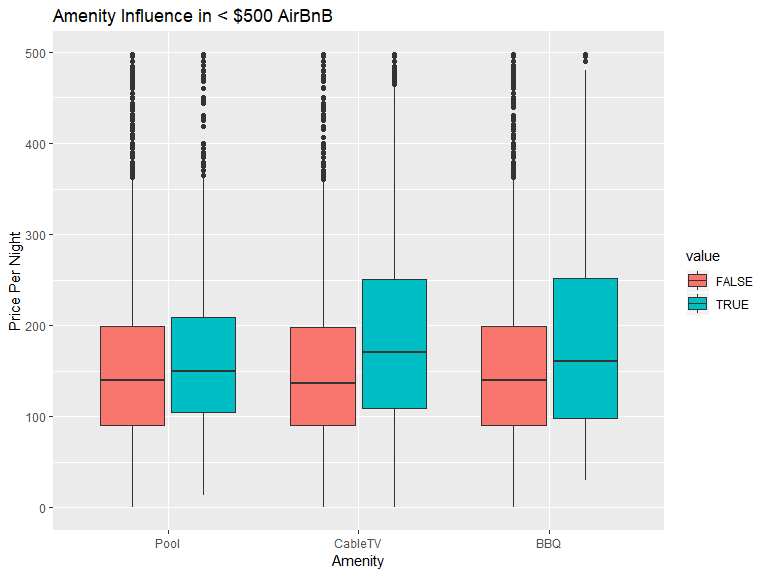 Amenity Influence in < $500 AirBnB
500
400
300
200
100
0
Price Per Night
Pool
CableTV
BBQ
Amenity
value
FALSE
TRUE